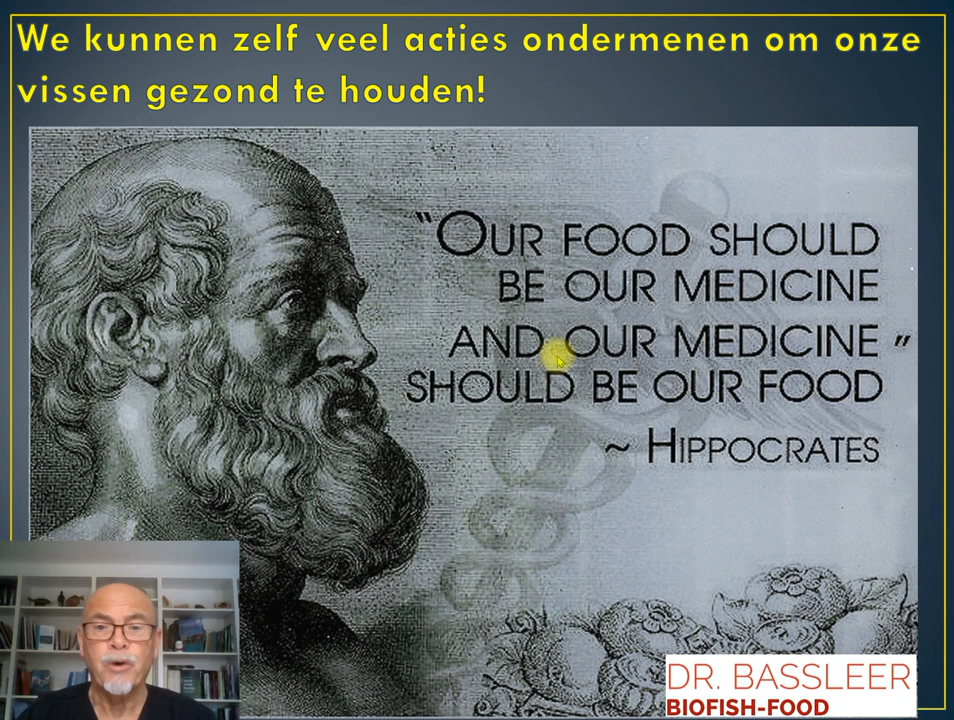 We kunnen zelf veel acties ondermenen om onze
vissen gezond te houden!
"OUR FOOD SHOULD
BE OUR MEDICINE
AND OUR MEDICINE"
SHOULD BE OUR FOOD
~ HIPPOCRATES
DR. BASSLEER
BIOFISH-FOOD